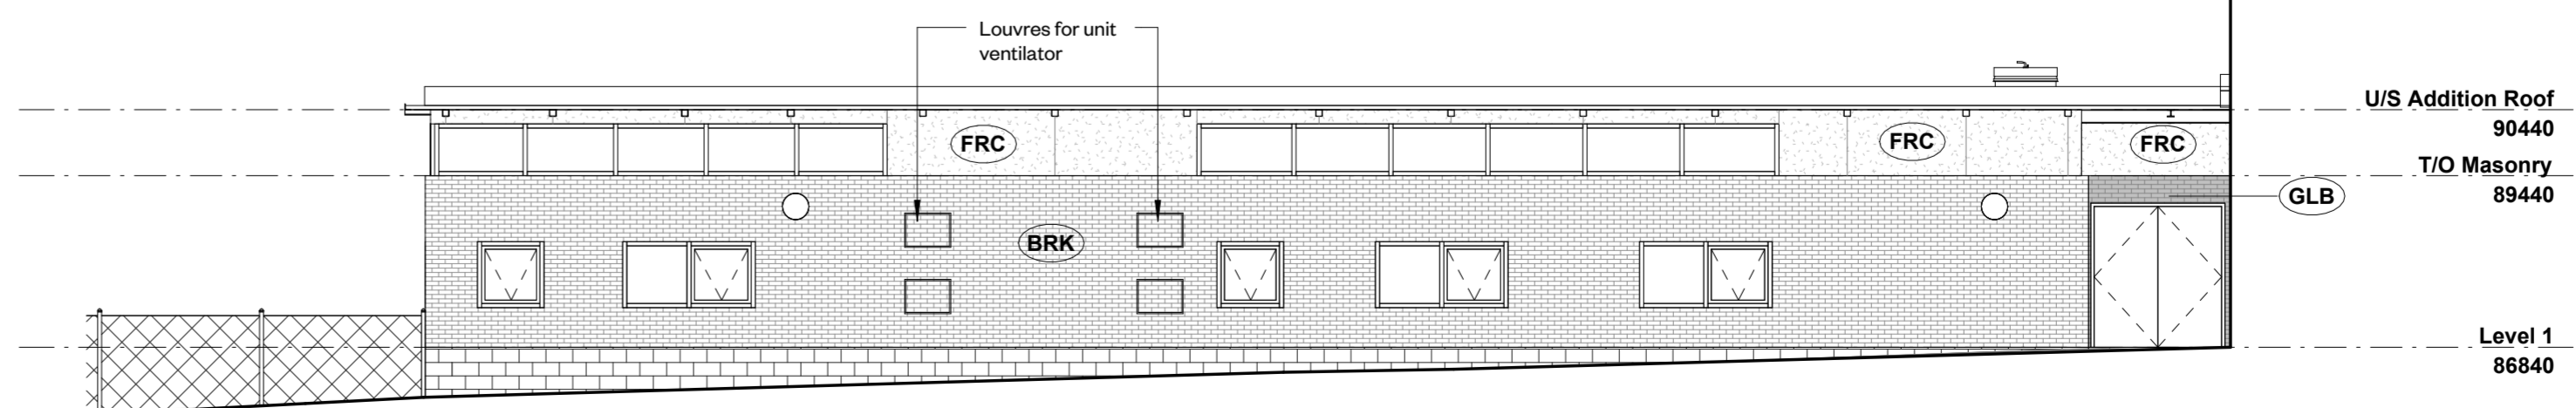 Louvres for unit
ventilator
U/S Addition Roof
90440
FRC
FRC
FRC
T/O Masonry
89440
GLB
BRK
Level 1
86840